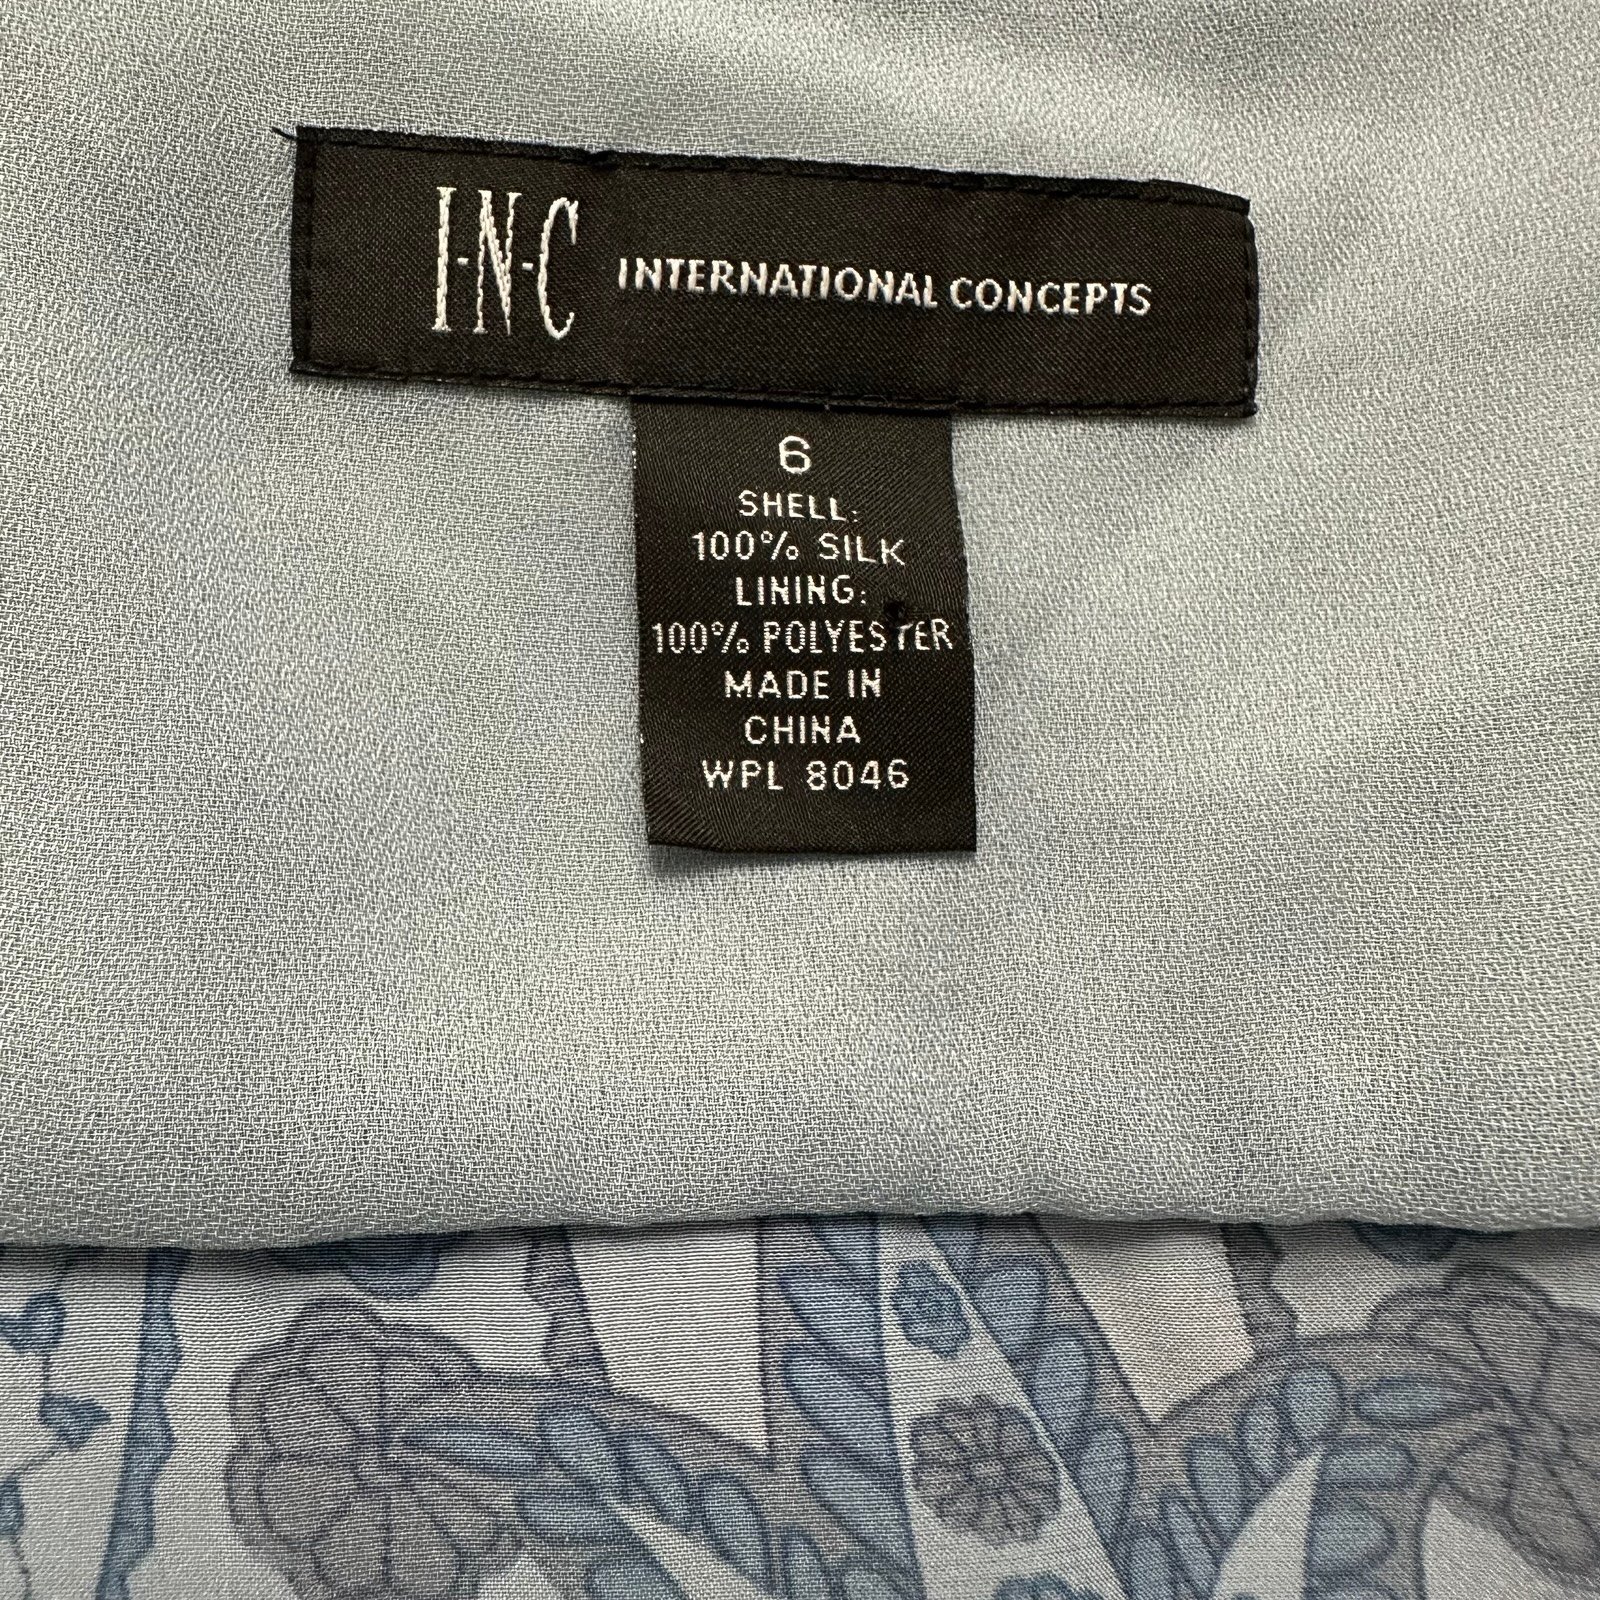 I-N-C INTERNATIONAL CONCEPTS
6
SHELL:
100% SILK
LINING:
100% POLYESTER
MADE IN
CHINA
WPL 8046